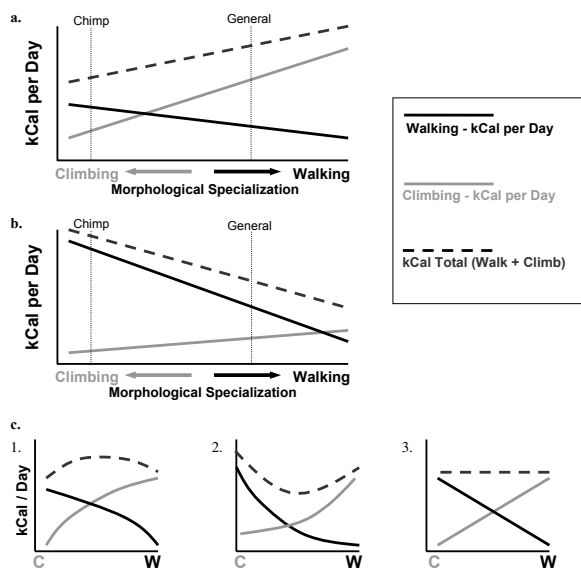 a.
Chimp
General
kCal per Day
Climbing
Walking
Morphological Specialization
Walking - kCal per Day
Climbing - kCal per Day
kCal Total (Walk + Climb)
b.
Chimp
General
kCal per Day
Climbing
Walking
Morphological Specialization
c.
1.
2.
3.
kCal / Day
C
W
C
W
C
W